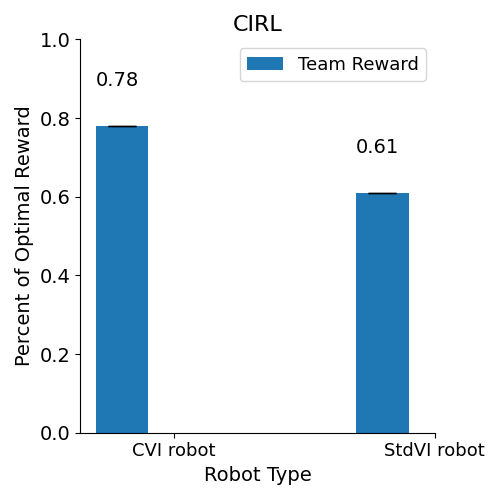 CIRL
1.0
0.8
0.6
0.4
0.2
0.0
Percent of Optimal Reward
Team Reward
0.78
0.61
CVI robot
StdVI robot
Robot Type